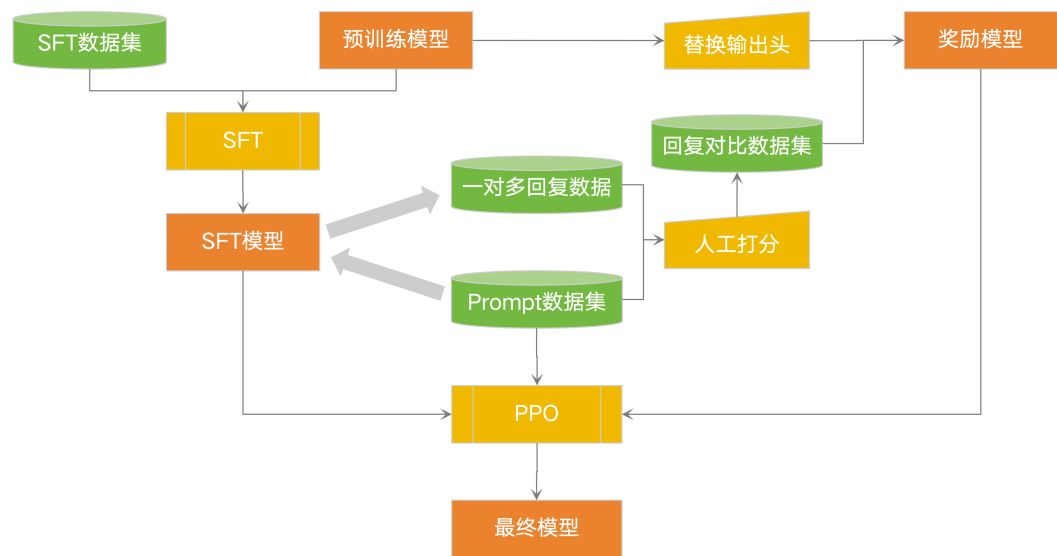 SFT数据集
预训练模型
替换输出头
奖励模型
SFT
回复对比数据集
一对多回复数据
SFT模型
人工打分
Prompt数据集
PPO
最终模型